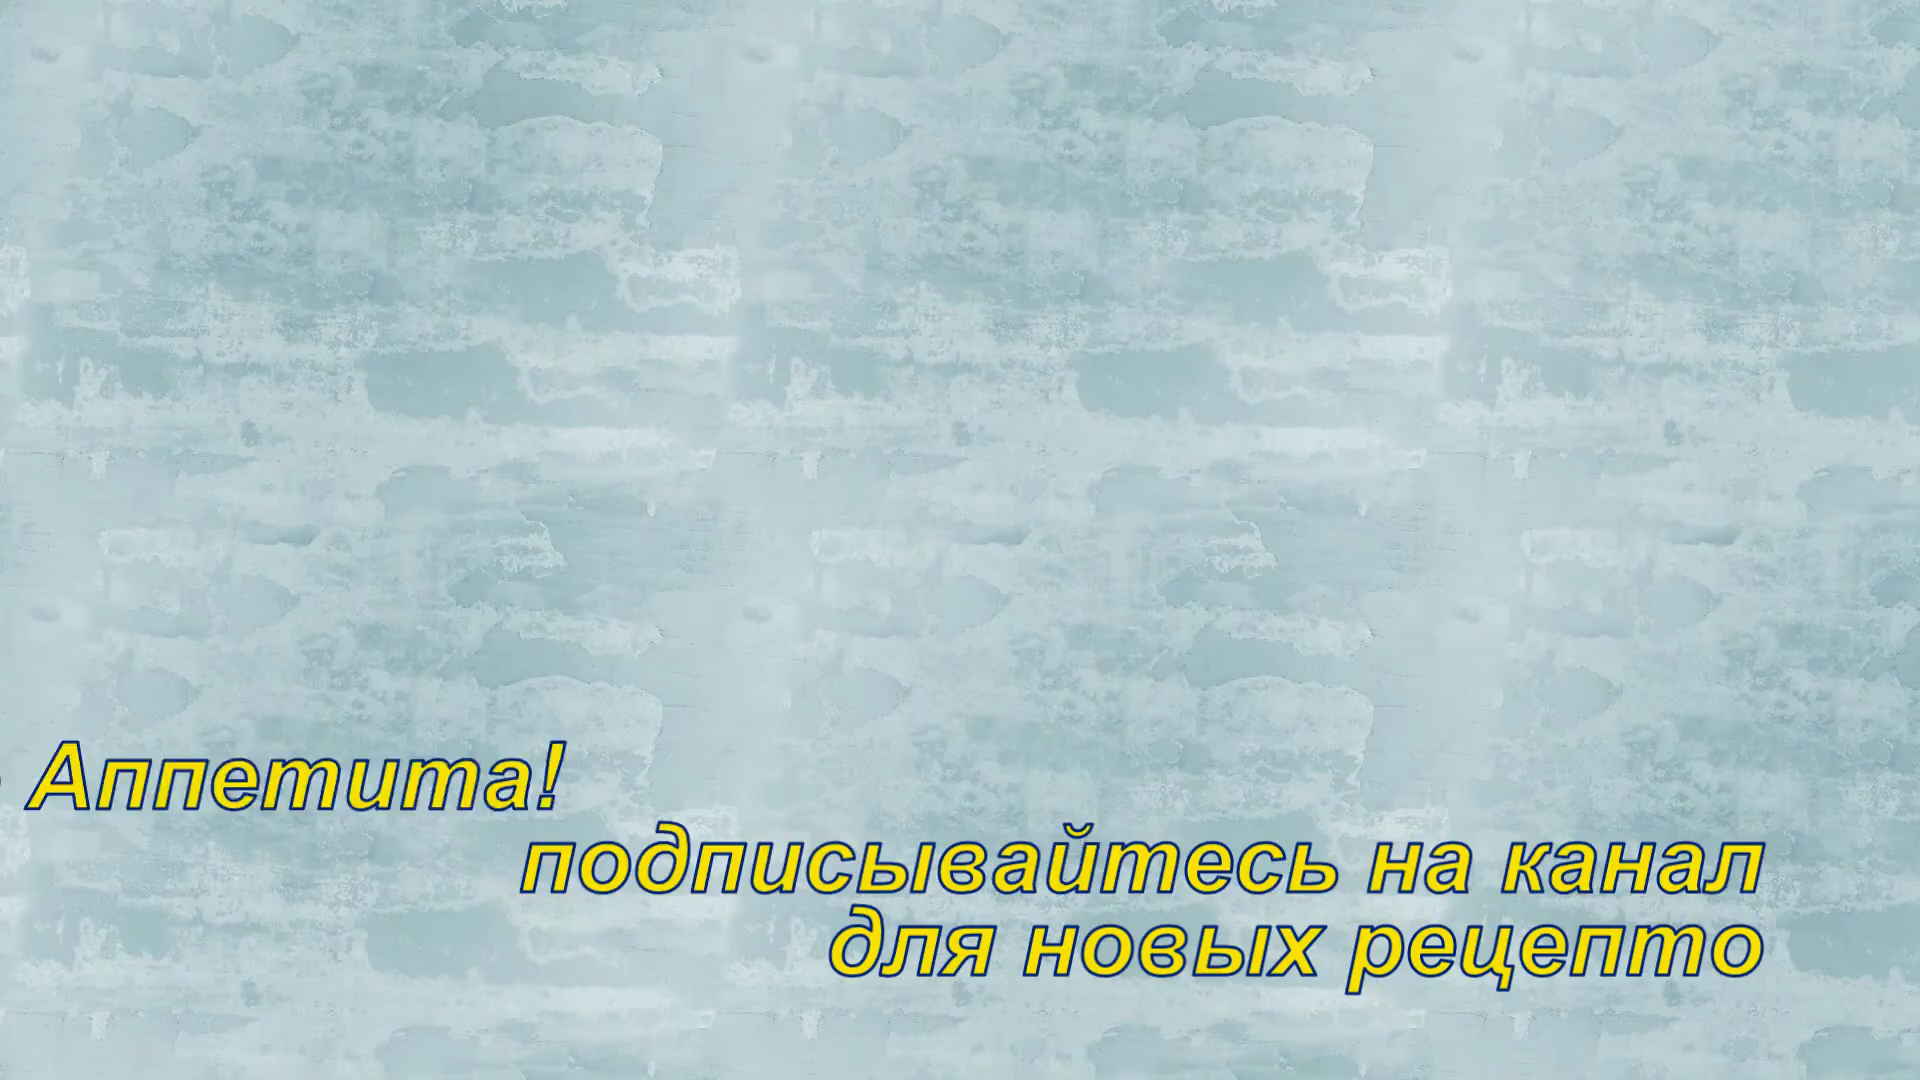 Аппетита!
подписывайтесь на канал
для новых рецепто